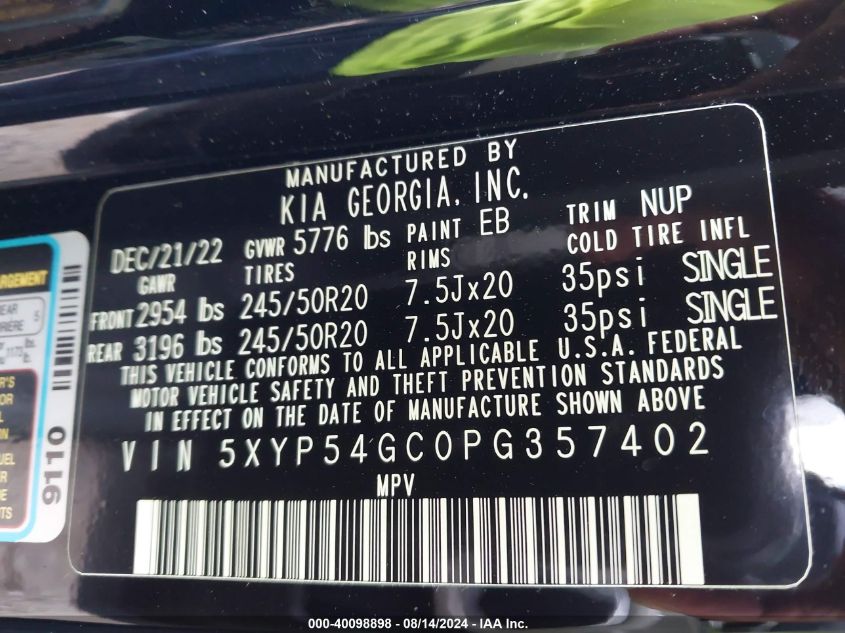 MANUFACTURED BY
KIA GEORGIA, INC.
DEC/21/22 GVWR 5776 lbs PAINT EB TRIM NUP
GAWR TIRES RIMS COLD TIRE INFL
FRONT 2954 lbs 245/50R20 7.5Jx20 35psi SINGLE
REAR 3196 lbs 245/50R20 7.5Jx20 35psi SINGLE
THIS VEHICLE CONFORMS TO ALL APPLICABLE U.S.A. FEDERAL
MOTOR VEHICLE SAFETY AND THEFT PREVENTION STANDARDS
IN EFFECT ON THE DATE OF MANUFACTURE SHOWN ABOVE
VIN 5XYP54GC0PG357402
MPV
9110
000-40098898 - 08/14/2024 - IAA Inc.